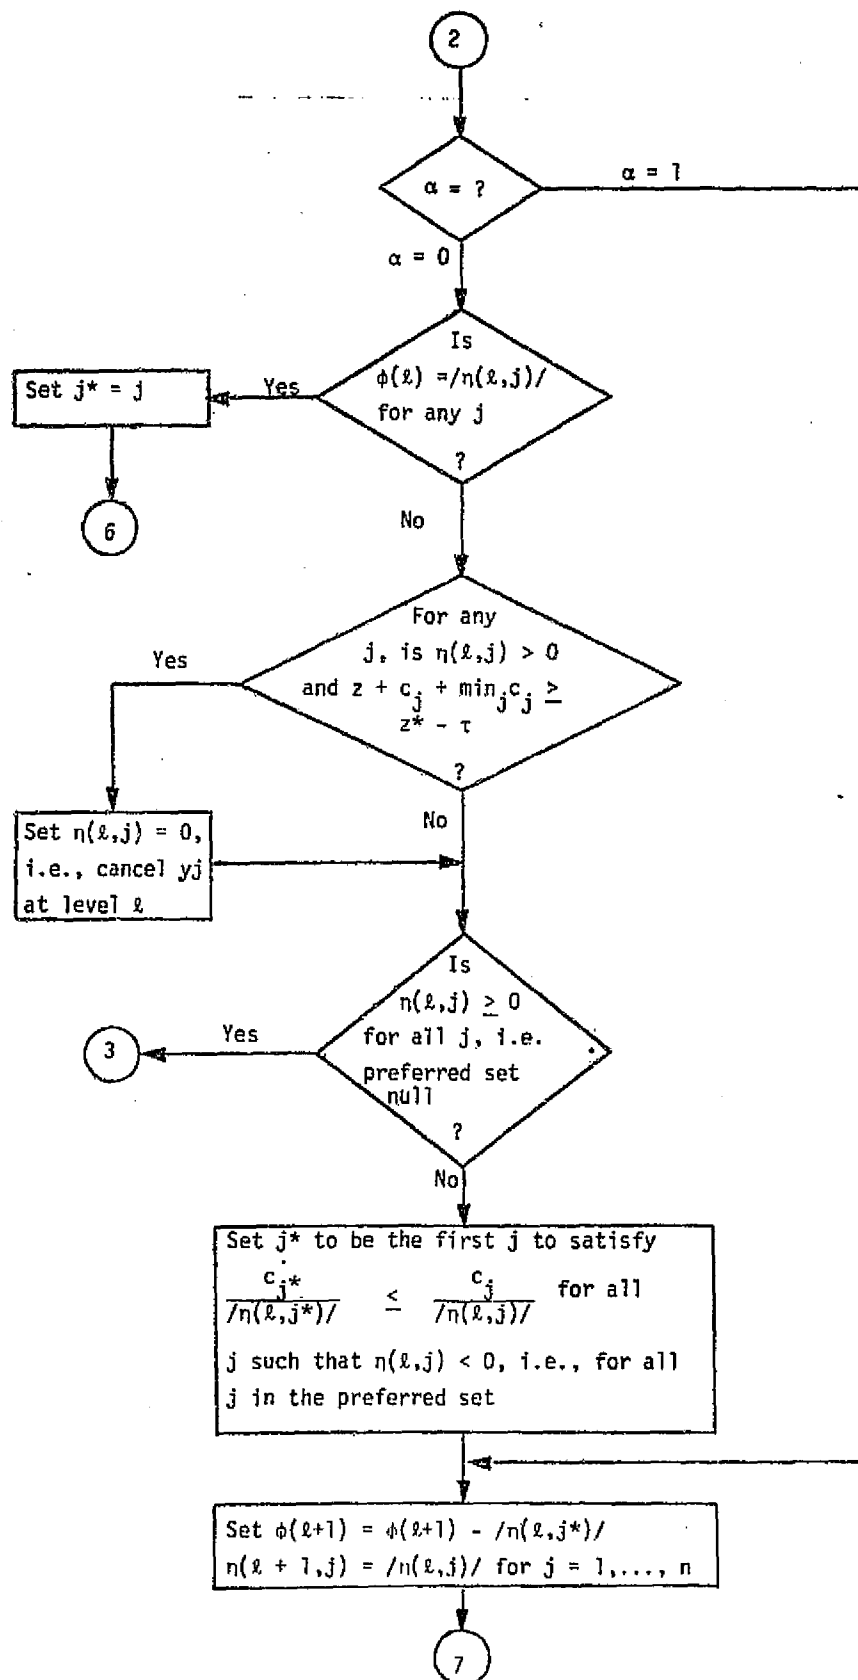 2
α = ?
α = 1
α = 0
Is
ϕ(ℓ) =/η(ℓ,j)/
for any j
?
Yes
Set j* = j
6
No
For any
j, is η(ℓ,j) > 0
and z + c_j + min_j c_j ≥
z* - τ
?
Yes
No
Set η(ℓ,j) = 0,
i.e., cancel yj
at level ℓ
Is
η(ℓ,j) ≥ 0
for all j, i.e.
preferred set
null
?
Yes
3
No
Set j* to be the first j to satisfy
c_j* / /η(ℓ,j*)/ ≤ c_j / /η(ℓ,j)/ for all
j such that η(ℓ,j) < 0, i.e., for all
j in the preferred set
Set ϕ(ℓ+1) = ϕ(ℓ+1) - /η(ℓ,j*)/
η(ℓ + 1,j) = /η(ℓ,j)/ for j = 1,..., n
7